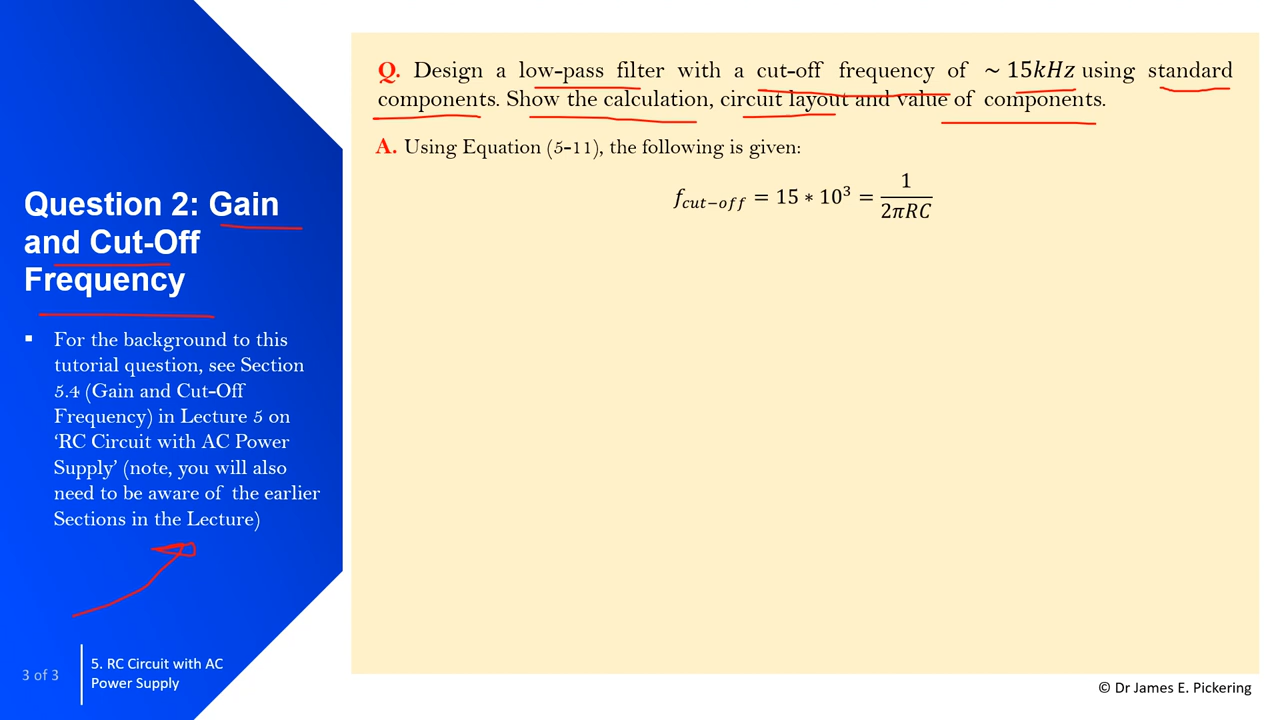 Question 2: Gain
and Cut-Off
Frequency
▪ For the background to this
tutorial question, see Section
5.4 (Gain and Cut-Off
Frequency) in Lecture 5 on
‘RC Circuit with AC Power
Supply’ (note, you will also
need to be aware of the earlier
Sections in the Lecture)
3 of 3
5. RC Circuit with AC
Power Supply
Q. Design a low-pass filter with a cut-off frequency of ~ 15kHz using standard
components. Show the calculation, circuit layout and value of components.
A. Using Equation (5-11), the following is given:
f_{cut-off} = 15 * 10³ = 1/(2πRC)
© Dr James E. Pickering